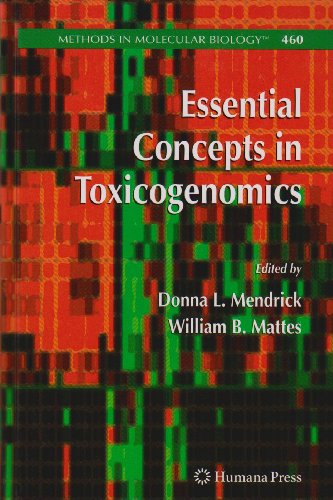 METHODS IN MOLECULAR BIOLOGY™ 460
Essential
Concepts in
Toxicogenomics
Edited by
Donna L. Mendrick
William B. Mattes
Humana Press